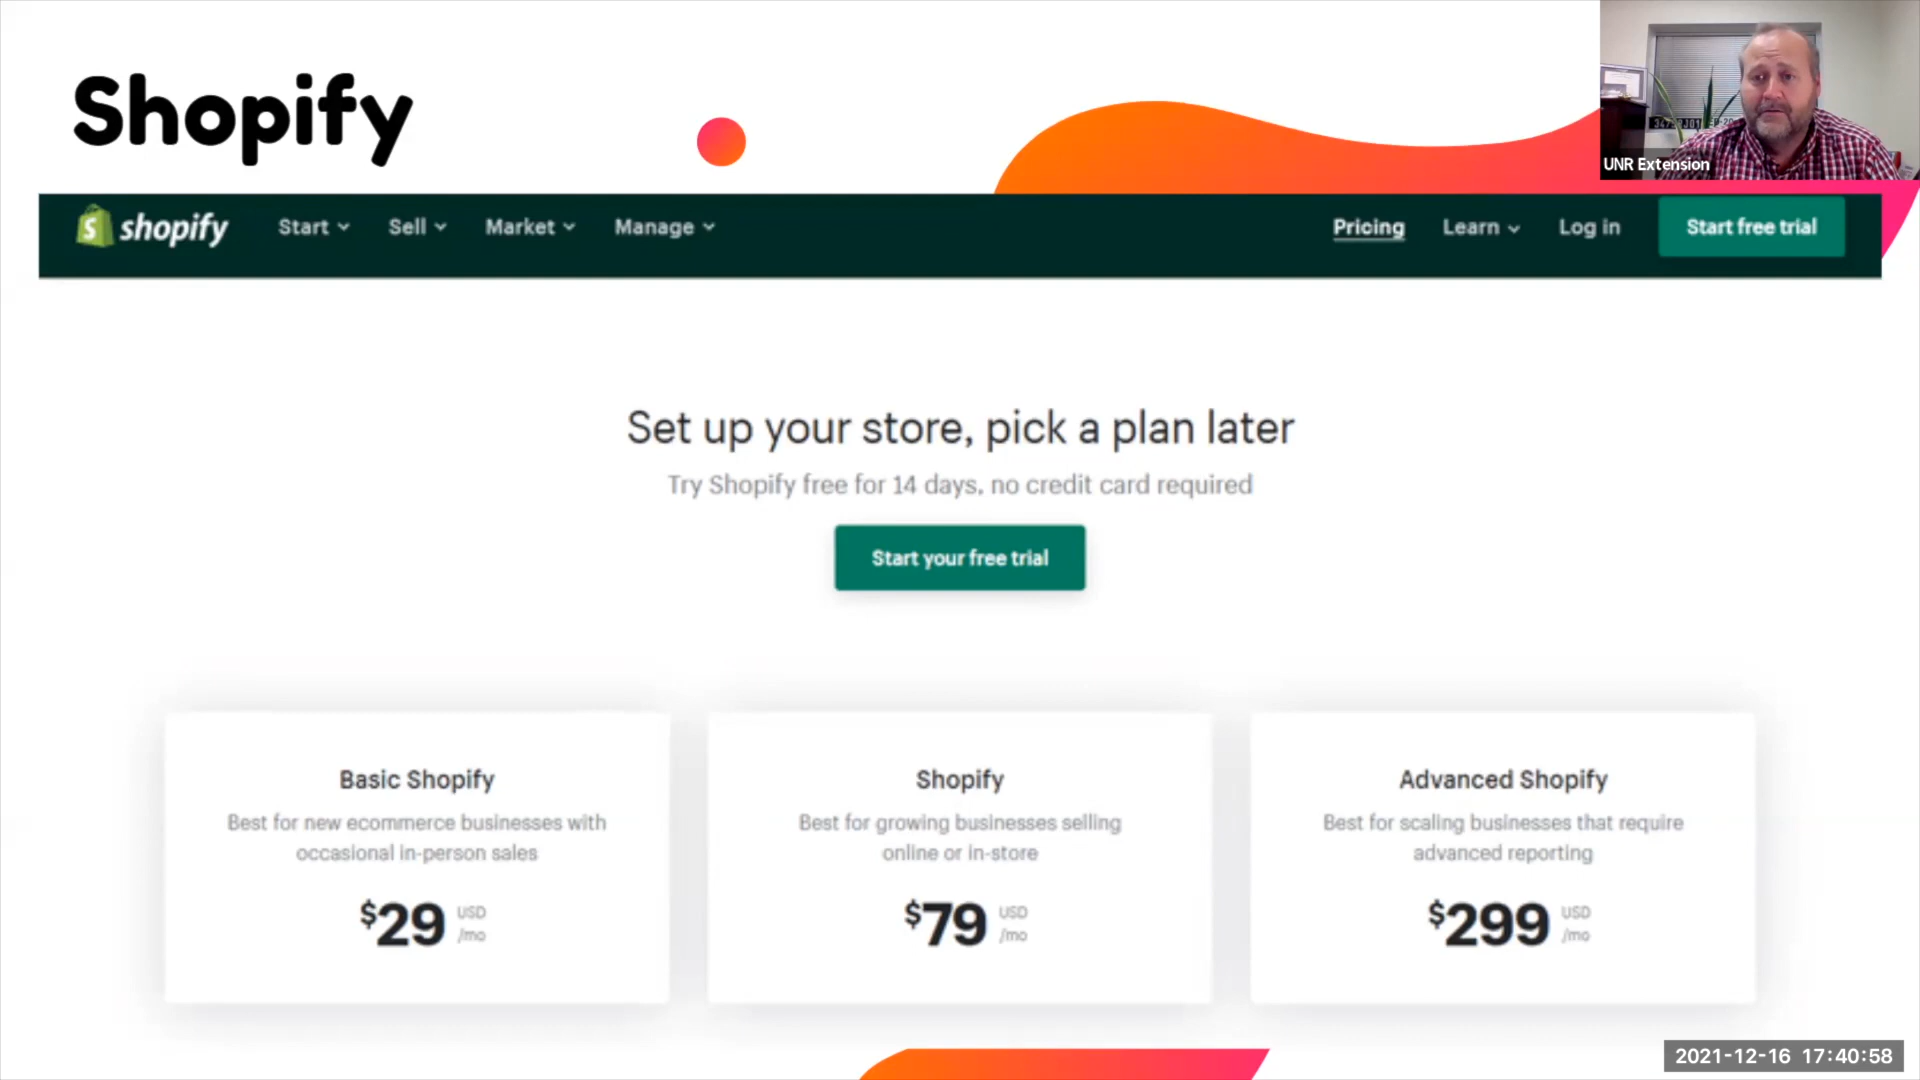 Shopify
UNR Extension
shopify
Start
Sell
Market
Manage
Pricing
Learn
Log in
Start free trial
Set up your store, pick a plan later
Try Shopify free for 14 days, no credit card required
Start your free trial
Basic Shopify
Best for new ecommerce businesses with
occasional in-person sales
$29 USD
/mo
Shopify
Best for growing businesses selling
online or in-store
$79 USD
/mo
Advanced Shopify
Best for scaling businesses that require
advanced reporting
$299 USD
/mo
2021-12-16 17:40:58